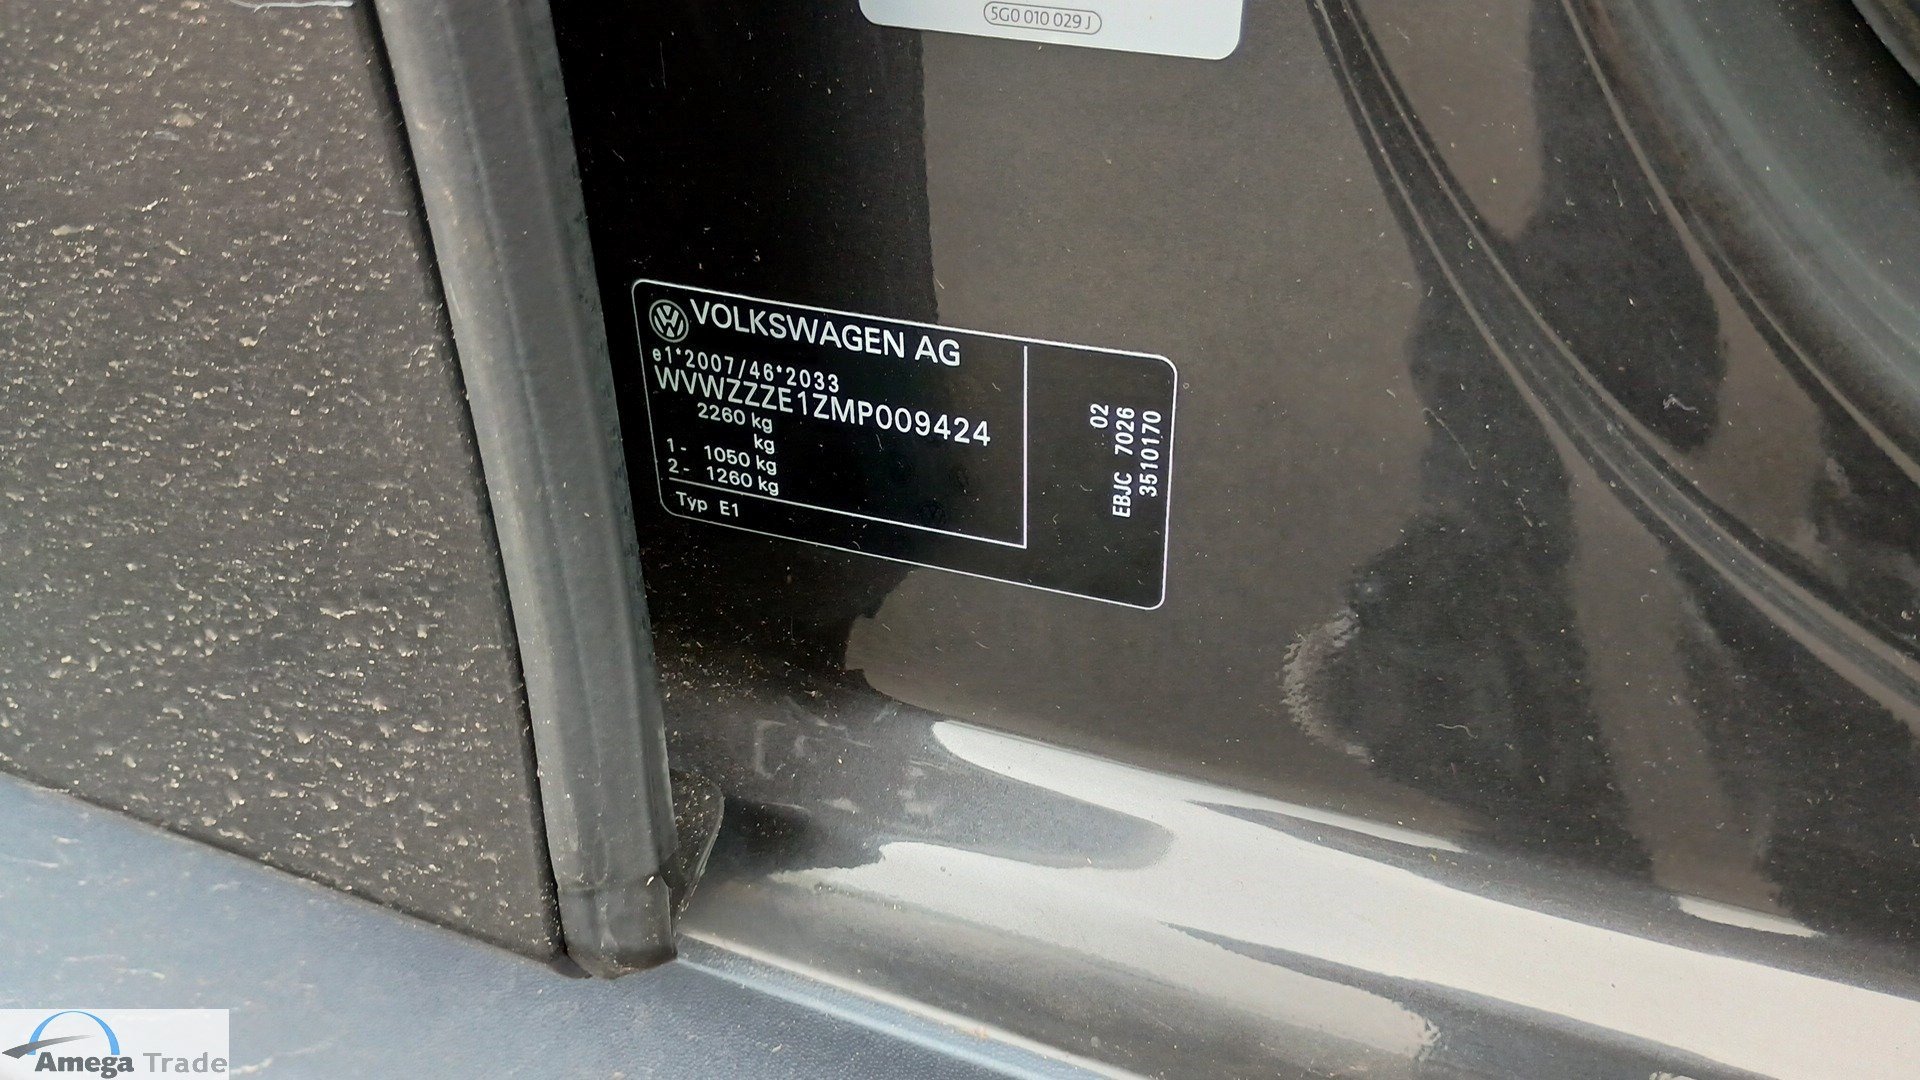 5G0 010 029 J
VOLKSWAGEN AG
e1*2007/46*2033
WVWZZZE1ZMP009424
2260 kg
kg
1- 1050 kg
2- 1260 kg
Typ E1
02
EBJC 7026
3510170
Amega Trade